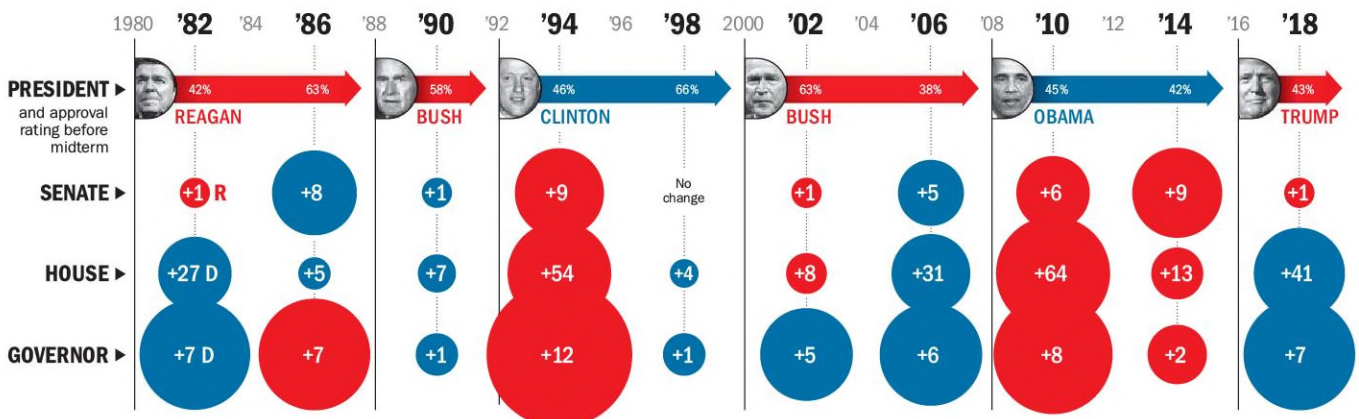 1980 '82 '84 '86 '88 '90 '92 '94 '96 '98 2000 '02 '04 '06 '08 '10 '12 '14 '16 '18
PRESIDENT
and approval
rating before
midterm
42% 63% 58% 46% 66% 63% 38% 45% 42% 43%
REAGAN BUSH CLINTON BUSH OBAMA TRUMP
SENATE +1 R +8 +1 +9 No change +1 +5 +6 +9 +1
HOUSE +27 D +5 +7 +54 +4 +8 +31 +64 +13 +41
GOVERNOR +7 D +7 +1 +12 +1 +5 +6 +8 +2 +7